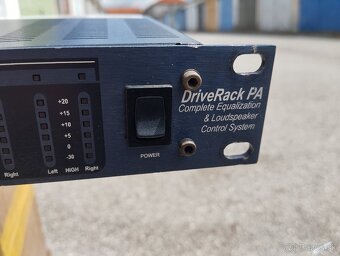 DriveRack PA
Complete Equalization
& Loudspeaker
Control System
+20
+15
+10
+5
0
-30
Right Left HIGH Right
POWER